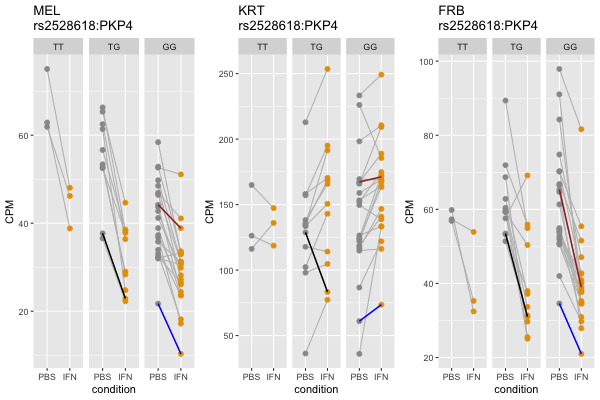 MEL
rs2528618:PKP4
TT TG GG
CPM
60
40
20
PBS IFN PBS IFN PBS IFN
condition
KRT
rs2528618:PKP4
TT TG GG
CPM
250
200
150
100
50
PBS IFN PBS IFN PBS IFN
condition
FRB
rs2528618:PKP4
TT TG GG
CPM
100
80
60
40
20
PBS IFN PBS IFN PBS IFN
condition